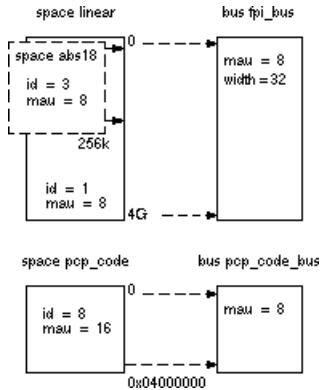 space linear
bus fpi_bus
0
space abs18
id = 3
mau = 8
mau = 8
width = 32
256k
id = 1
mau = 8
4G
space pcp_code
bus pcp_code_bus
0
id = 8
mau = 16
mau = 8
0x04000000